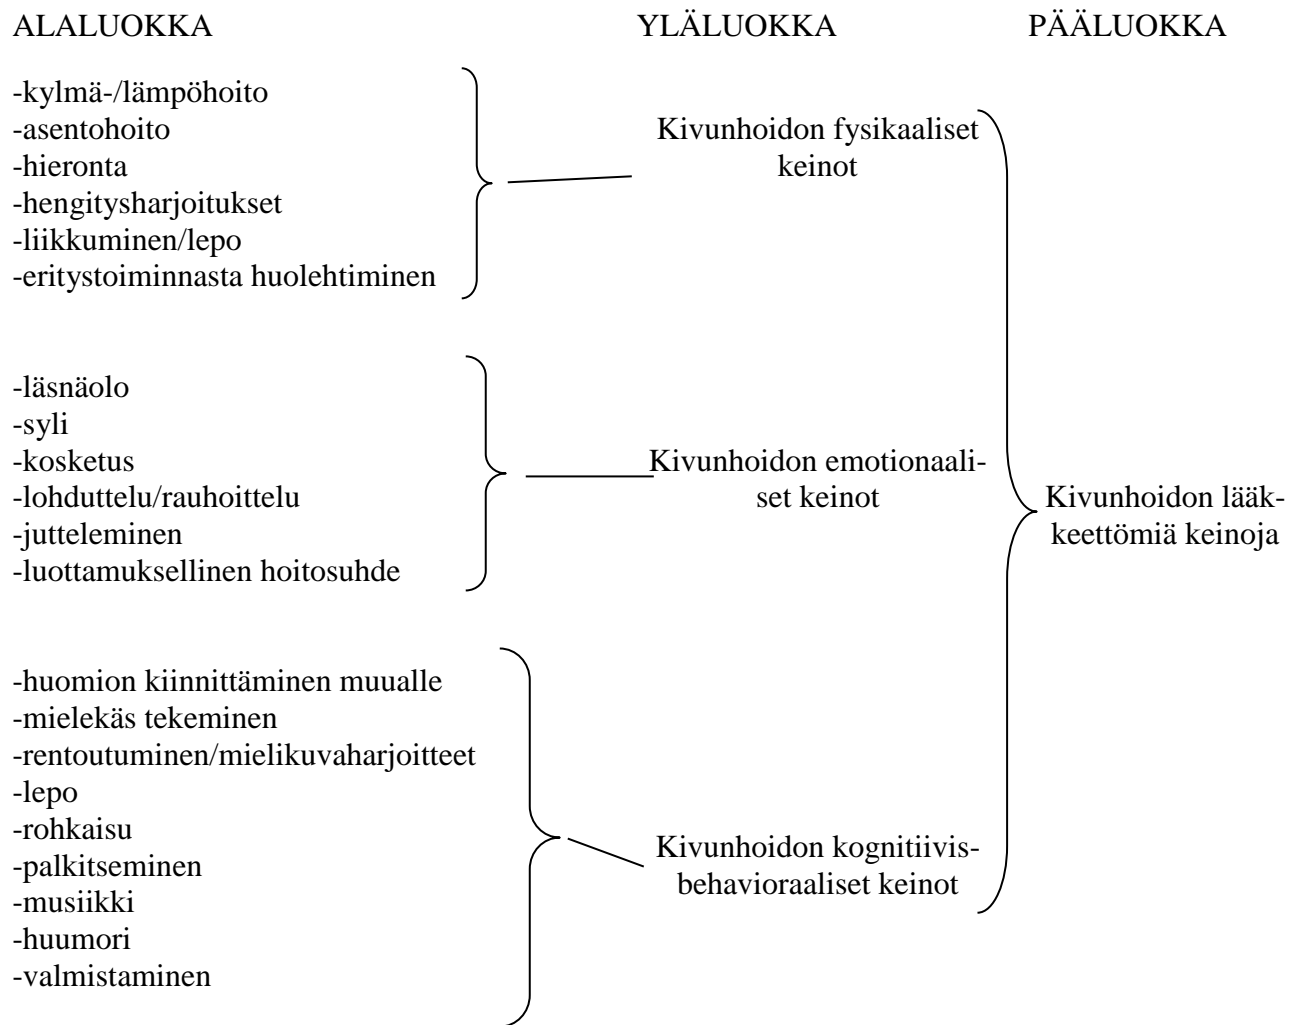 ALALUOKKA YLÄLUOKKA PÄÄLUOKKA
-kylmä-/lämpöhoito
-asentohoito
-hieronta
-hengitysharjoitukset
-liikkuminen/lepo
-eritystoiminnasta huolehtiminen
Kivunhoidon fysikaaliset
keinot
-läsnäolo
-syli
-kosketus
-lohduttelu/rauhoittelu
-jutteleminen
-luottamuksellinen hoitosuhde
Kivunhoidon emotionaali-
set keinot
-huomion kiinnittäminen muualle
-mielekäs tekeminen
-rentoutuminen/mielikuvaharjoitteet
-lepo
-rohkaisu
-palkitseminen
-musiikki
-huumori
-valmistaminen
Kivunhoidon kognitiivis-
behavioraaliset keinot
Kivunhoidon lääk-
keettömiä keinoja